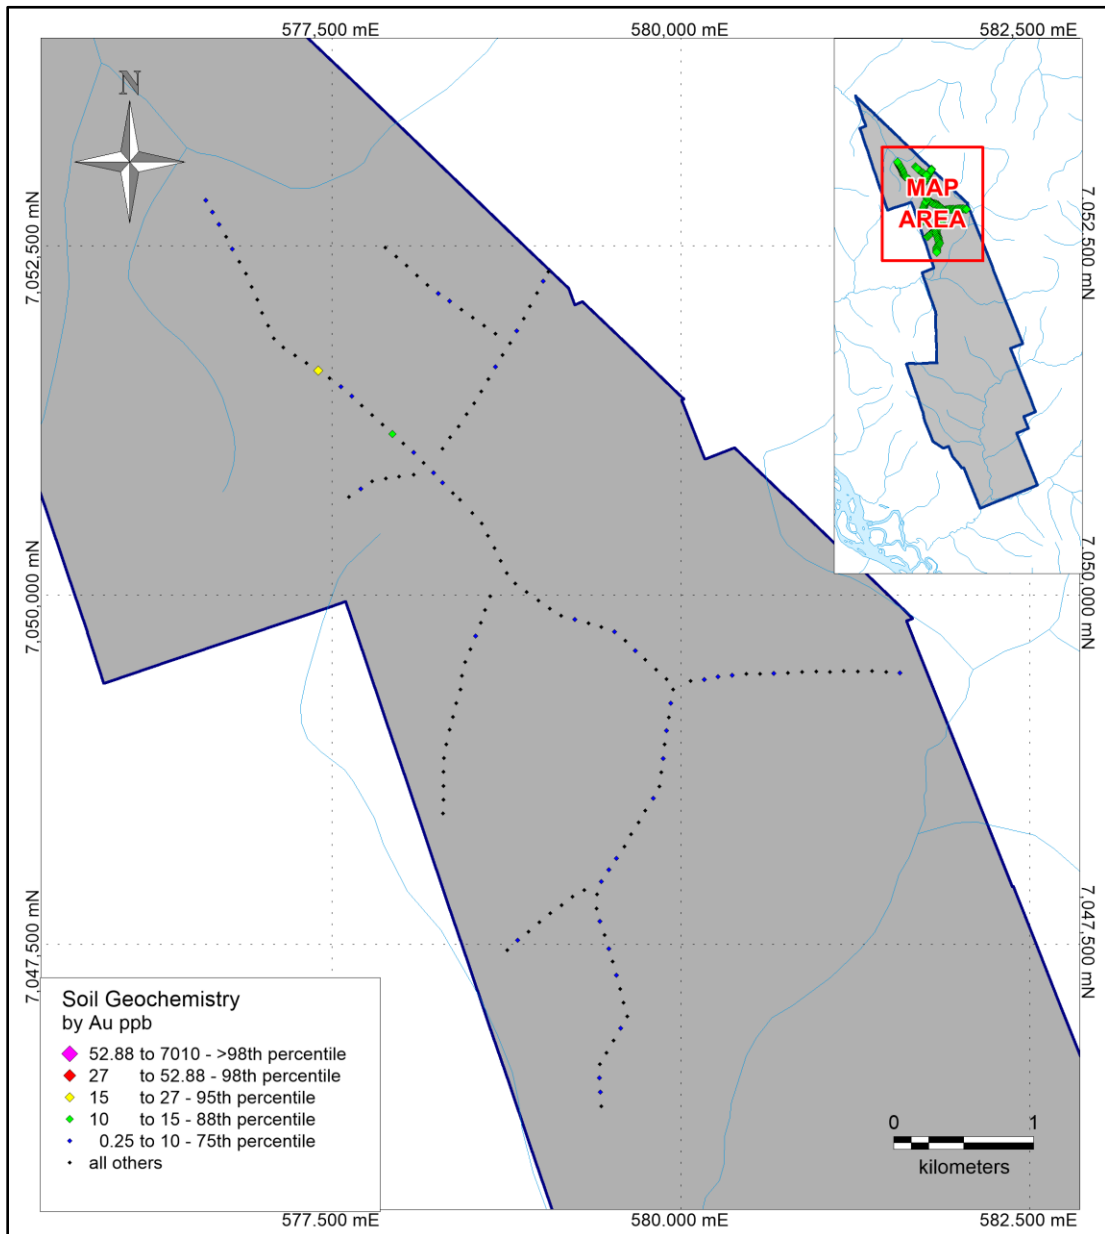 577,500 mE
580,000 mE
582,500 mE
N
MAP
AREA
7,052,500 mN
7,052,500 mN
7,050,000 mN
7,050,000 mN
7,047,500 mN
7,047,500 mN
Soil Geochemistry
by Au ppb
52.88 to 7010 - >98th percentile
27 to 52.88 - 98th percentile
15 to 27 - 95th percentile
10 to 15 - 88th percentile
0.25 to 10 - 75th percentile
all others
0 1
kilometers
577.500 mE
580.000 mE
582.500 mE